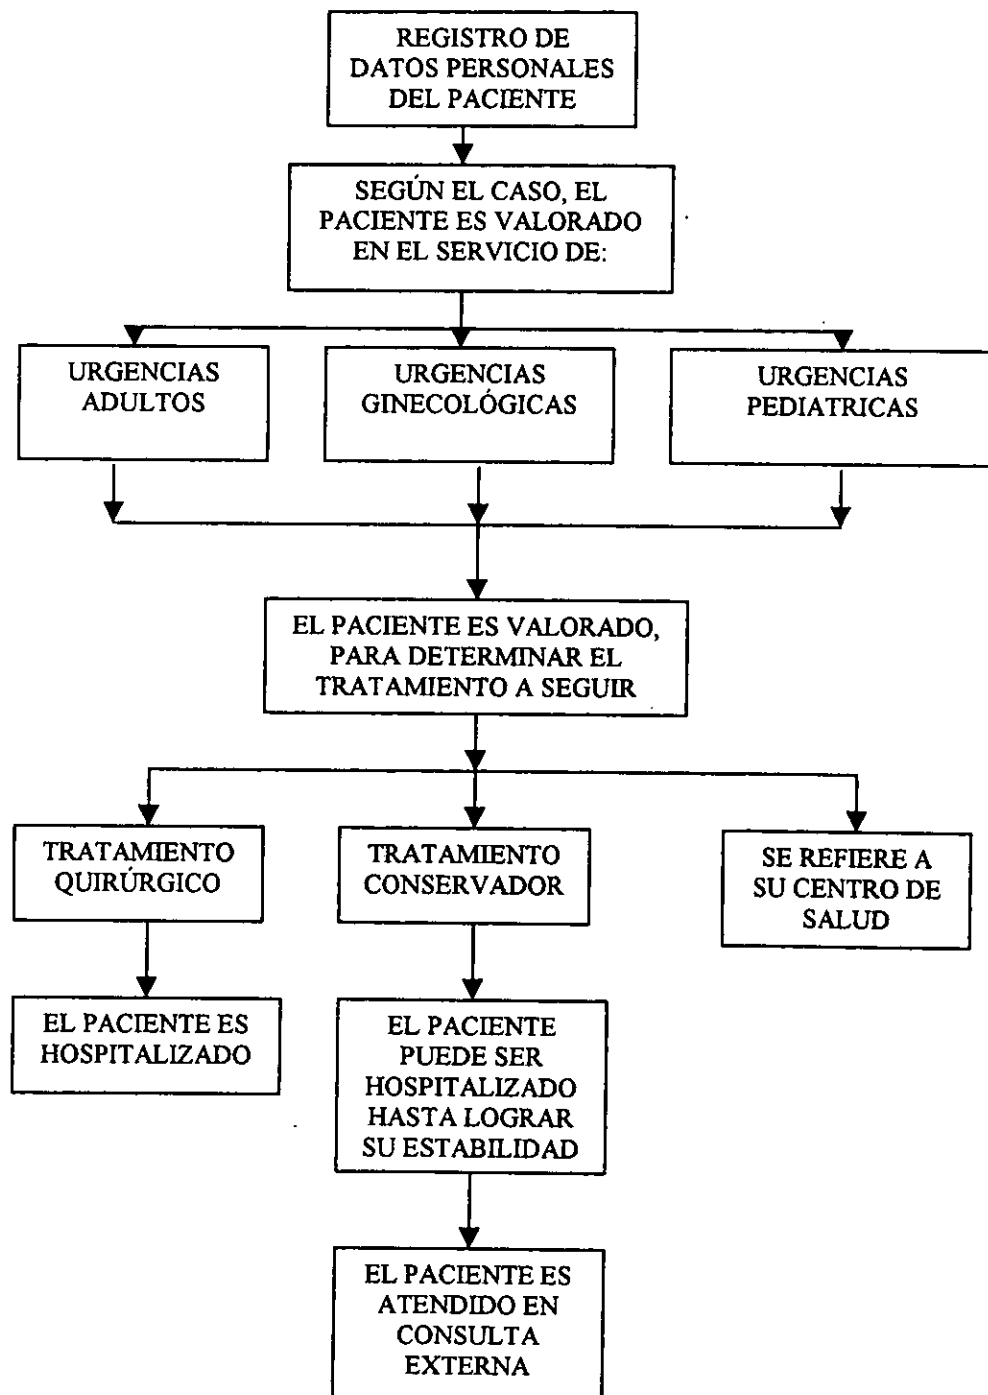 REGISTRO DE
DATOS PERSONALES
DEL PACIENTE
SEGÚN EL CASO, EL
PACIENTE ES VALORADO
EN EL SERVICIO DE:
URGENCIAS
ADULTOS
URGENCIAS
GINECOLÓGICAS
URGENCIAS
PEDIATRICAS
EL PACIENTE ES VALORADO,
PARA DETERMINAR EL
TRATAMIENTO A SEGUIR
TRATAMIENTO
QUIRÚRGICO
TRATAMIENTO
CONSERVADOR
SE REFIERE A
SU CENTRO DE
SALUD
EL PACIENTE ES
HOSPITALIZADO
EL PACIENTE
PUEDE SER
HOSPITALIZADO
HASTA LOGRAR
SU ESTABILIDAD
EL PACIENTE ES
ATENDIDO EN
CONSULTA
EXTERNA